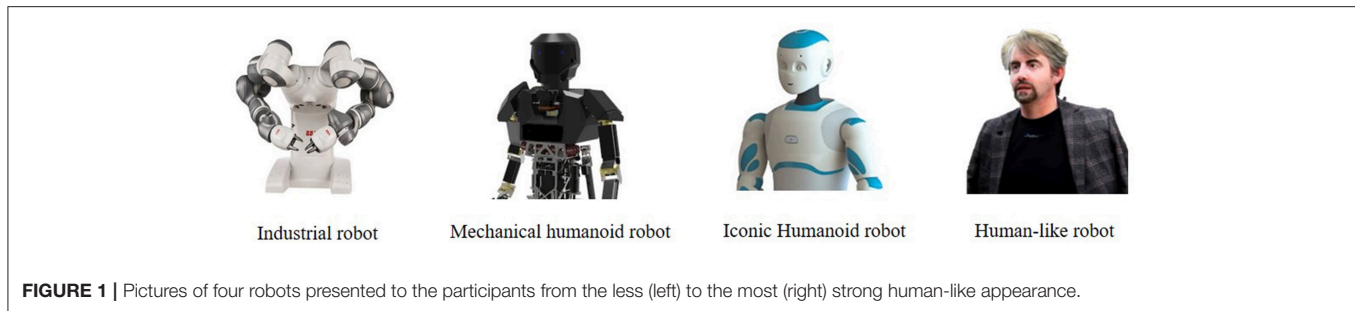 Industrial robot
Mechanical humanoid robot
Iconic Humanoid robot
Human-like robot
FIGURE 1 | Pictures of four robots presented to the participants from the less (left) to the most (right) strong human-like appearance.